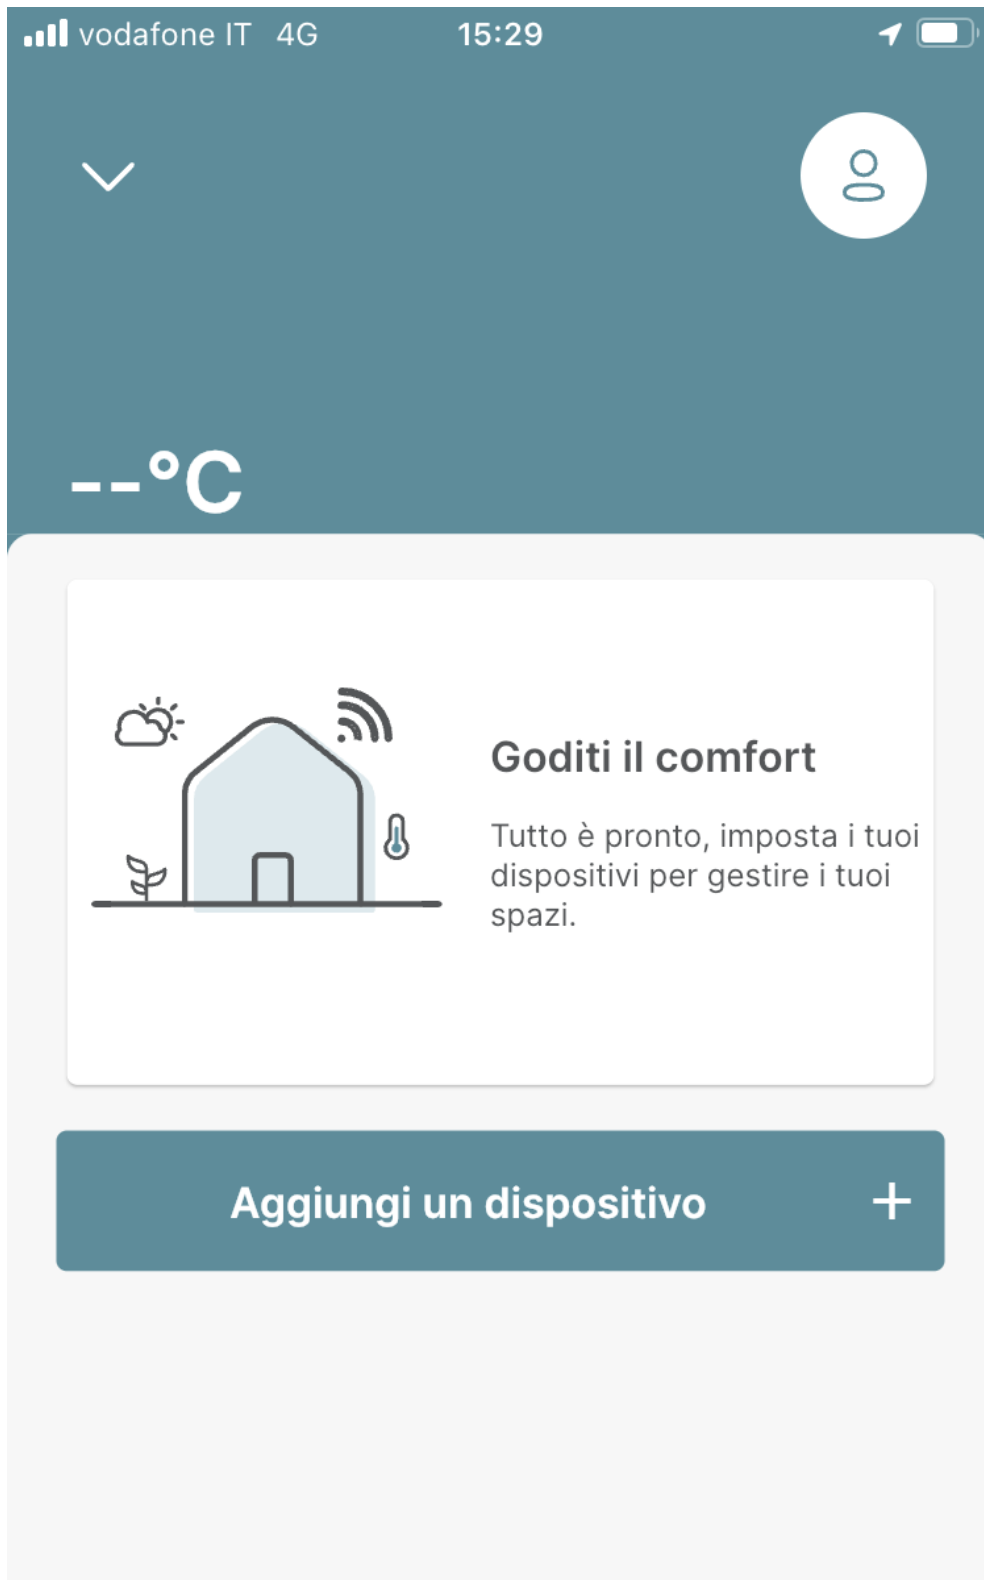 vodafone IT 4G 15:29
--°C
Goditi il comfort
Tutto è pronto, imposta i tuoi
dispositivi per gestire i tuoi
spazi.
Aggiungi un dispositivo +